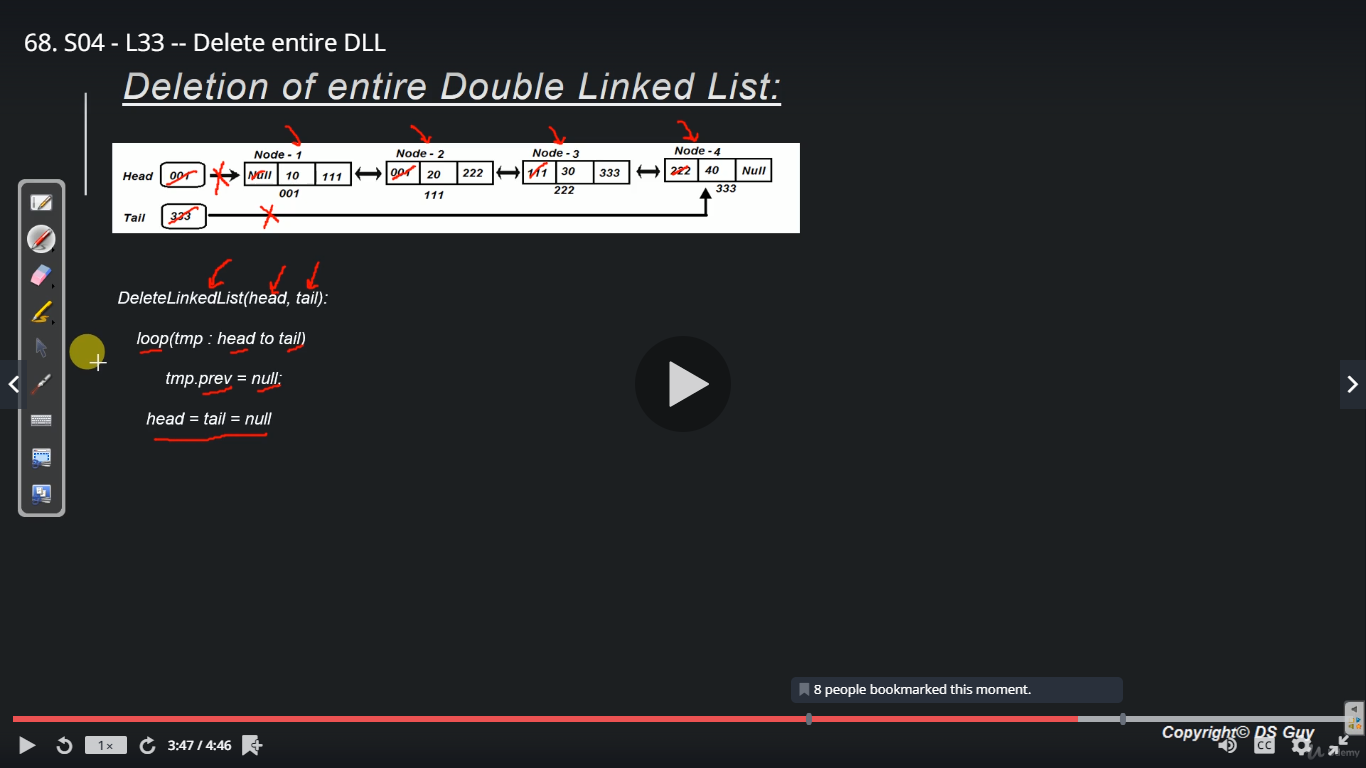 68. S04 - L33 -- Delete entire DLL
Deletion of entire Double Linked List:
Node - 1 Node - 2 Node - 3 Node - 4
Head 001 Null 10 111 001 20 222 111 30 333 222 40 Null
001 111 222 333
Tail 333
DeleteLinkedList(head, tail):
loop(tmp : head to tail)
tmp.prev = null;
head = tail = null
8 people bookmarked this moment.
Copyright© DS Guy
1× 3:47 / 4:46 CC